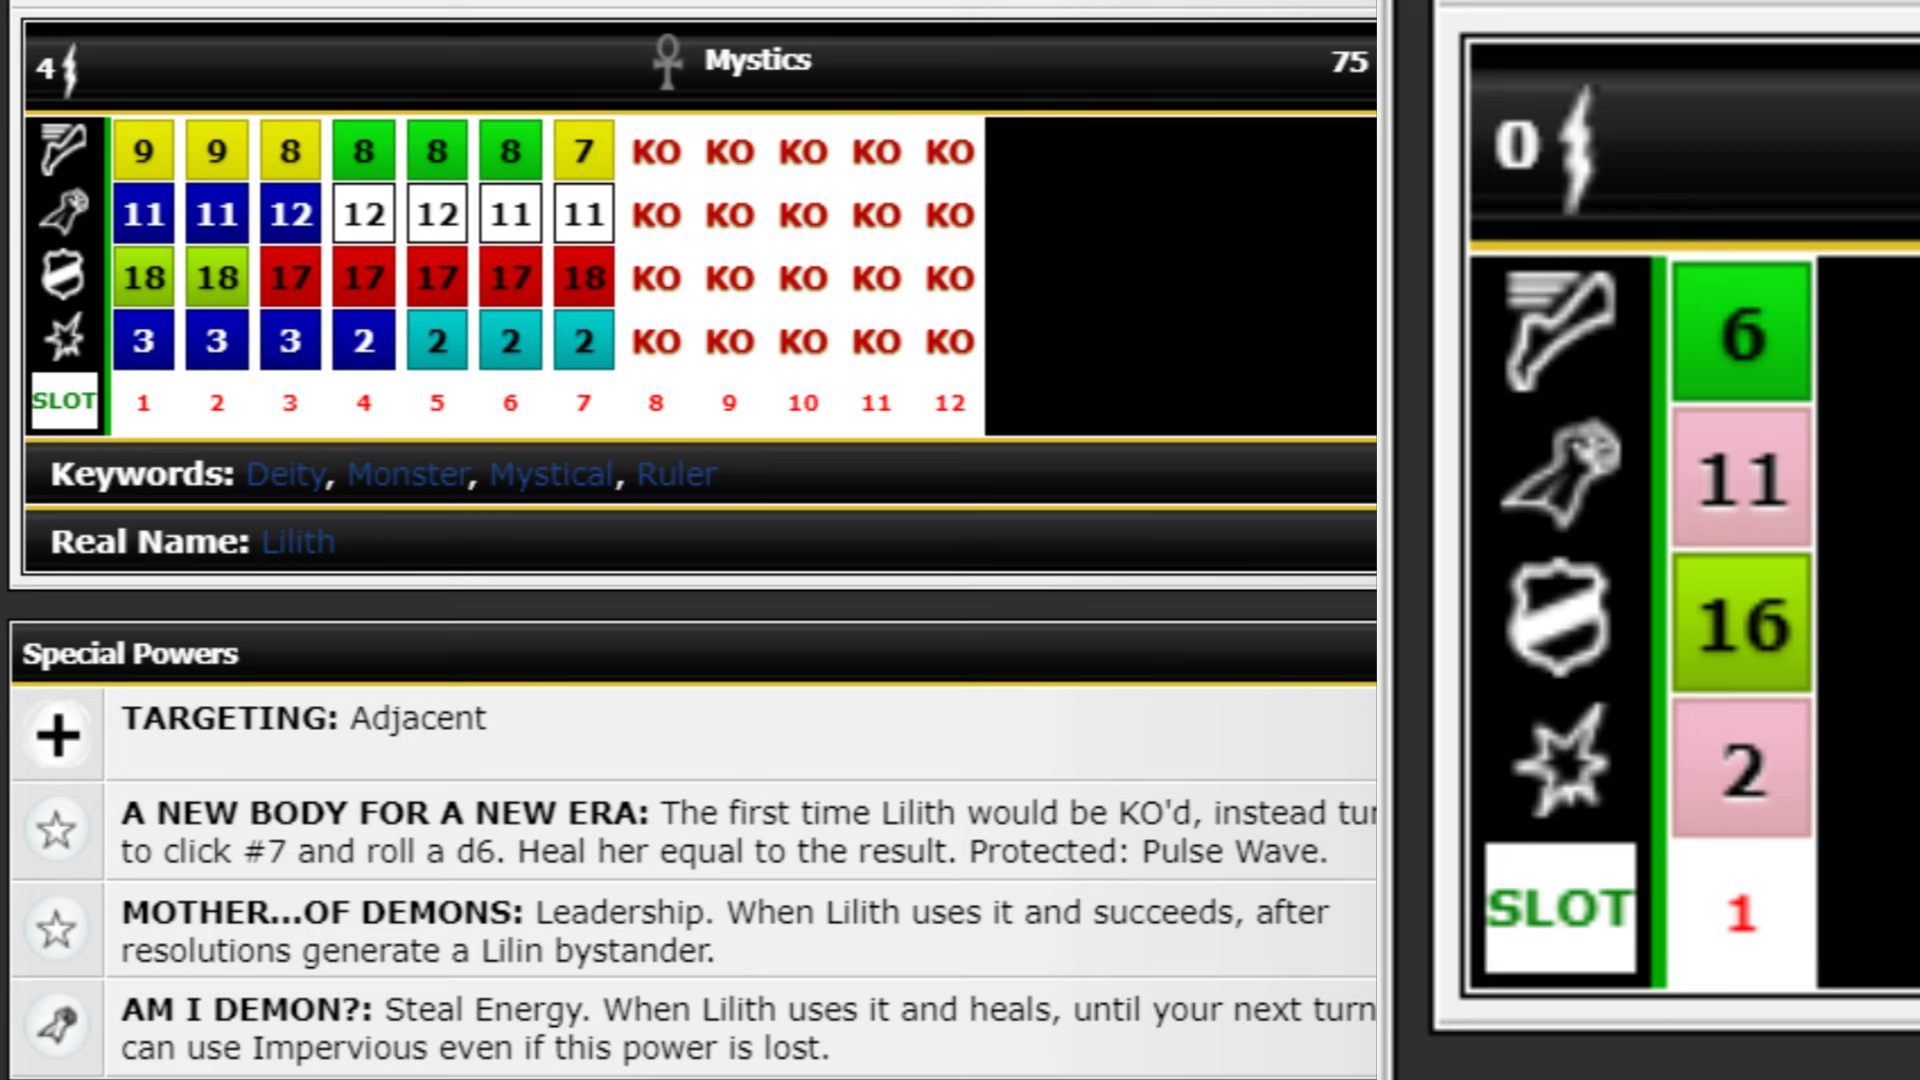 4 Mystics 75
9 9 8 8 8 8 7 KO KO KO KO KO
11 11 12 12 12 11 11 KO KO KO KO KO
18 18 17 17 17 17 18 KO KO KO KO KO
3 3 3 2 2 2 2 KO KO KO KO KO
SLOT 1 2 3 4 5 6 7 8 9 10 11 12
Keywords: Deity, Monster, Mystical, Ruler
Real Name: Lilith
Special Powers
TARGETING: Adjacent
A NEW BODY FOR A NEW ERA: The first time Lilith would be KO'd, instead tur
to click #7 and roll a d6. Heal her equal to the result. Protected: Pulse Wave.
MOTHER...OF DEMONS: Leadership. When Lilith uses it and succeeds, after
resolutions generate a Lilin bystander.
AM I DEMON?: Steal Energy. When Lilith uses it and heals, until your next turn
can use Impervious even if this power is lost.
0
6
11
16
2
SLOT 1